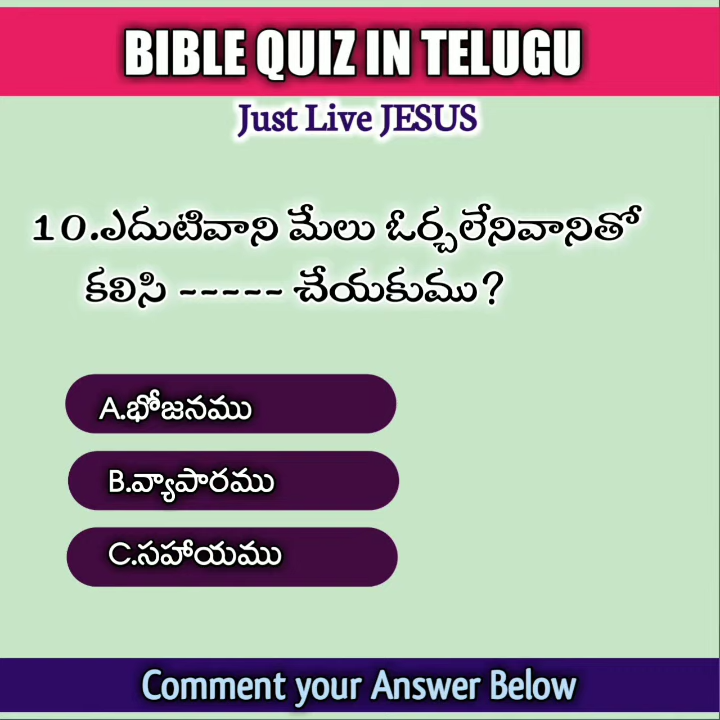 BIBLE QUIZ IN TELUGU
Just Live JESUS
10.ఎదుటివాని మేలు ఓర్చలేనివానితో
కలిసి ----- చేయకుము?
A.భోజనము
B.వ్యాపారము
C.సహాయము
Comment your Answer Below